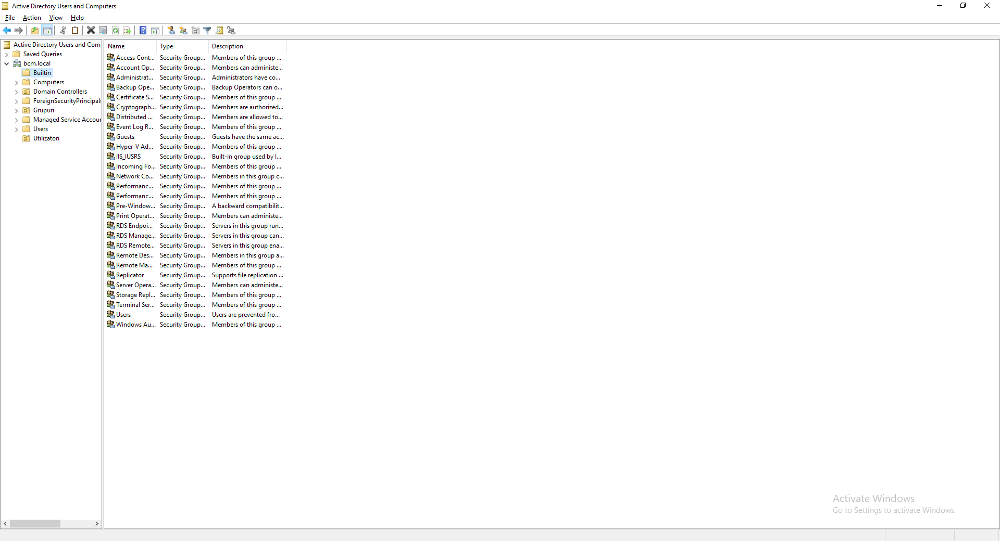 Active Directory Users and Computers
File Action View Help
Active Directory Users and Com
Saved Queries
bcm.local
Builtin
Computers
Domain Controllers
ForeignSecurityPrincipals
Grupuri
Managed Service Accour
Users
Utilizatori
Name Type Description
Access Cont... Security Group... Members of this group ...
Account Op... Security Group... Members can administe...
Administrat... Security Group... Administrators have co...
Backup Ope... Security Group... Backup Operators can o...
Certificate S... Security Group... Members of this group ...
Cryptograph... Security Group... Members are authorized...
Distributed ... Security Group... Members are allowed to...
Event Log R... Security Group... Members of this group ...
Guests Security Group... Guests have the same ac...
Hyper-V Ad... Security Group... Members of this group ...
IIS_IUSRS Security Group... Built-in group used by I...
Incoming Fo... Security Group... Members of this group ...
Network Co... Security Group... Members in this group c...
Performanc... Security Group... Members of this group ...
Performanc... Security Group... Members of this group ...
Pre-Window... Security Group... A backward compatibilit...
Print Operat... Security Group... Members can administe...
RDS Endpoi... Security Group... Servers in this group run...
RDS Manage... Security Group... Servers in this group can...
RDS Remote... Security Group... Servers in this group ena...
Remote Des... Security Group... Members in this group a...
Remote Ma... Security Group... Members of this group ...
Replicator Security Group... Supports file replication ...
Server Opera... Security Group... Members can administe...
Storage Repl... Security Group... Members of this group ...
Terminal Ser... Security Group... Members of this group ...
Users Security Group... Users are prevented fro...
Windows Au... Security Group... Members of this group ...
Activate Windows
Go to Settings to activate Windows.